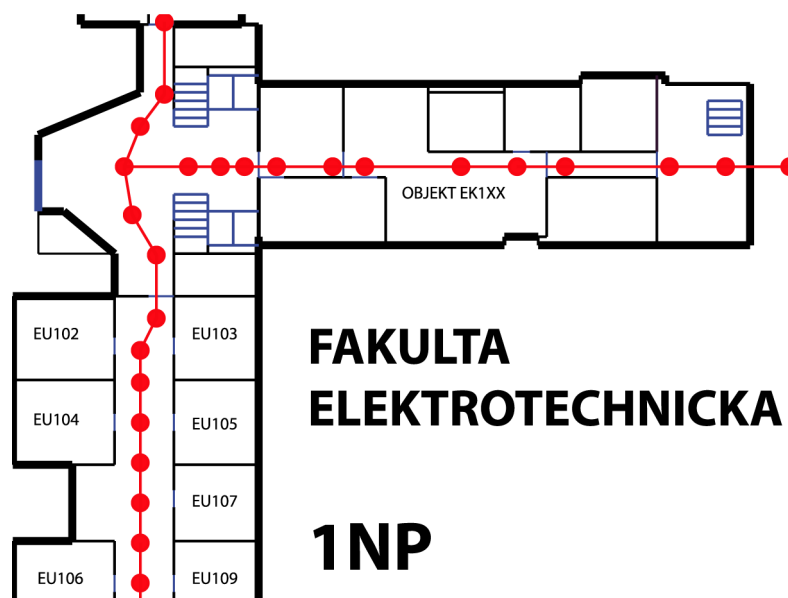 OBJEKT EK1XX
EU102
EU103
FAKULTA
ELEKTROTECHNICKA
EU104
EU105
EU107
1NP
EU106
EU109